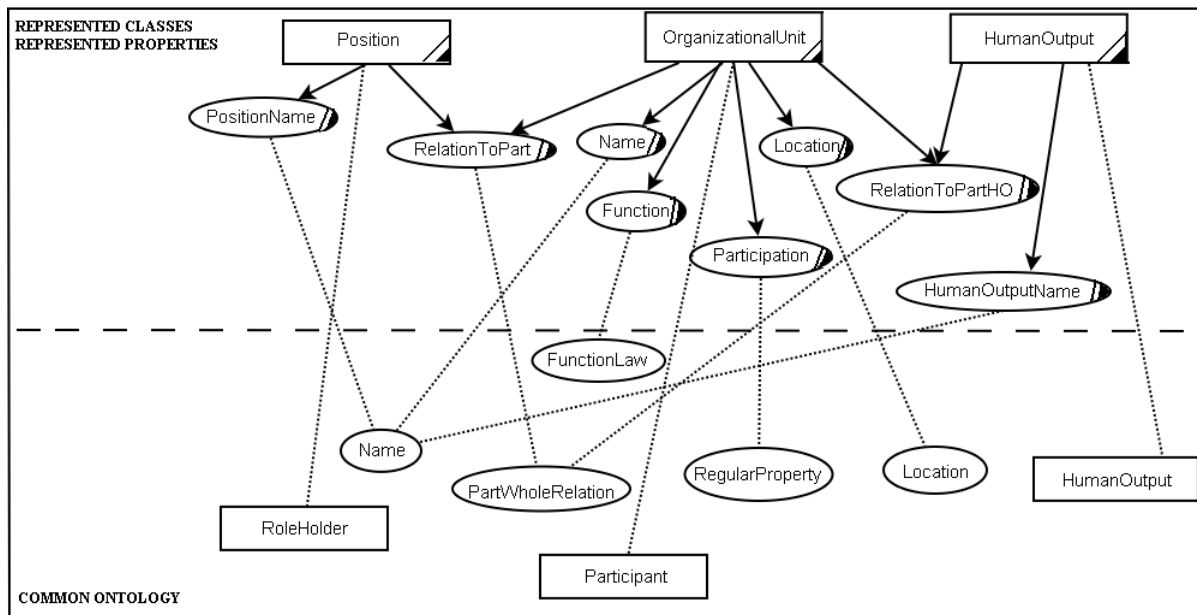 REPRESENTED CLASSES
REPRESENTED PROPERTIES
Position
OrganizationalUnit
HumanOutput
PositionName
RelationToPart
Name
Location
RelationToPartHO
Function
Participation
HumanOutputName
FunctionLaw
Name
PartWholeRelation
RegularProperty
Location
HumanOutput
RoleHolder
Participant
COMMON ONTOLOGY